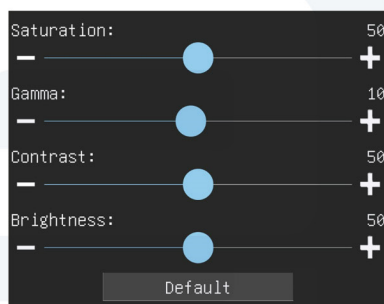 Saturation: 50
Gamma: 10
Contrast: 50
Brightness: 50
Default